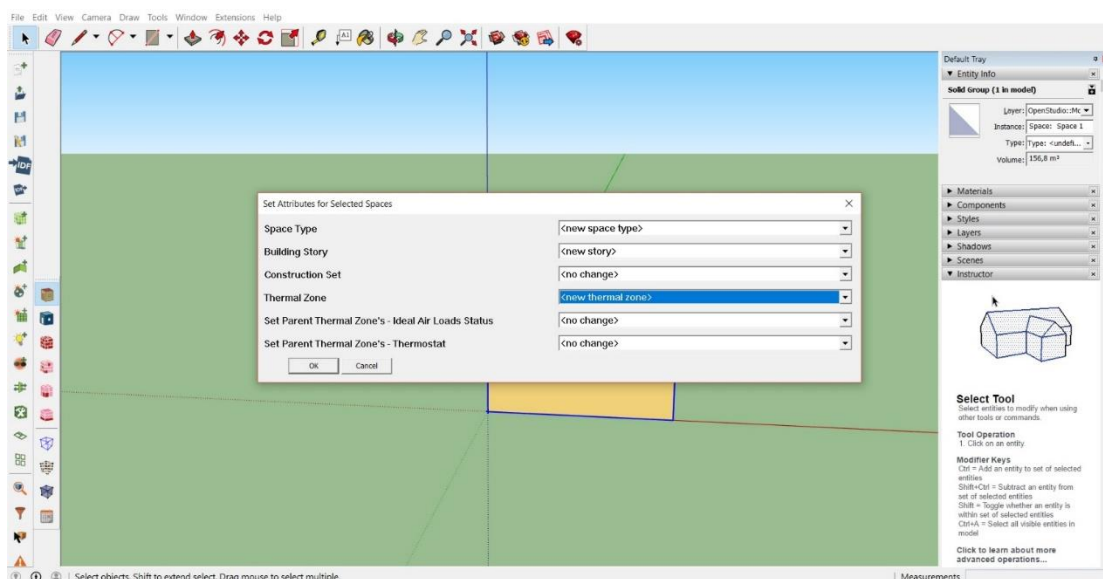 File Edit View Camera Draw Tools Window Extensions Help
A1
Default Tray
▼ Entity Info
Solid Group (1 in model)
Layer: OpenStudio::Mc
Instance: Space: Space 1
Type: Type: <undefi...
Volume: 156,8 m³
IDF
► Materials
► Components
► Styles
► Layers
► Shadows
► Scenes
▼ Instructor
Set Attributes for Selected Spaces
Space Type <new space type>
Building Story <new story>
Construction Set <no change>
Thermal Zone <new thermal zone>
Set Parent Thermal Zone's - Ideal Air Loads Status <no change>
Set Parent Thermal Zone's - Thermostat <no change>
OK Cancel
Select Tool
Select entities to modify when using
other tools or commands.
Tool Operation
1. Click on an entity.
Modifier Keys
Ctrl = Add an entity to set of selected
entities
Shift+Ctrl = Subtract an entity from
set of selected entities
Shift = Toggle whether an entity is
within set of selected entities
Ctrl+A = Select all visible entities in
model
Click to learn about more
advanced operations...
Select objects. Shift to extend select. Drag mouse to select multiple.
Measurements